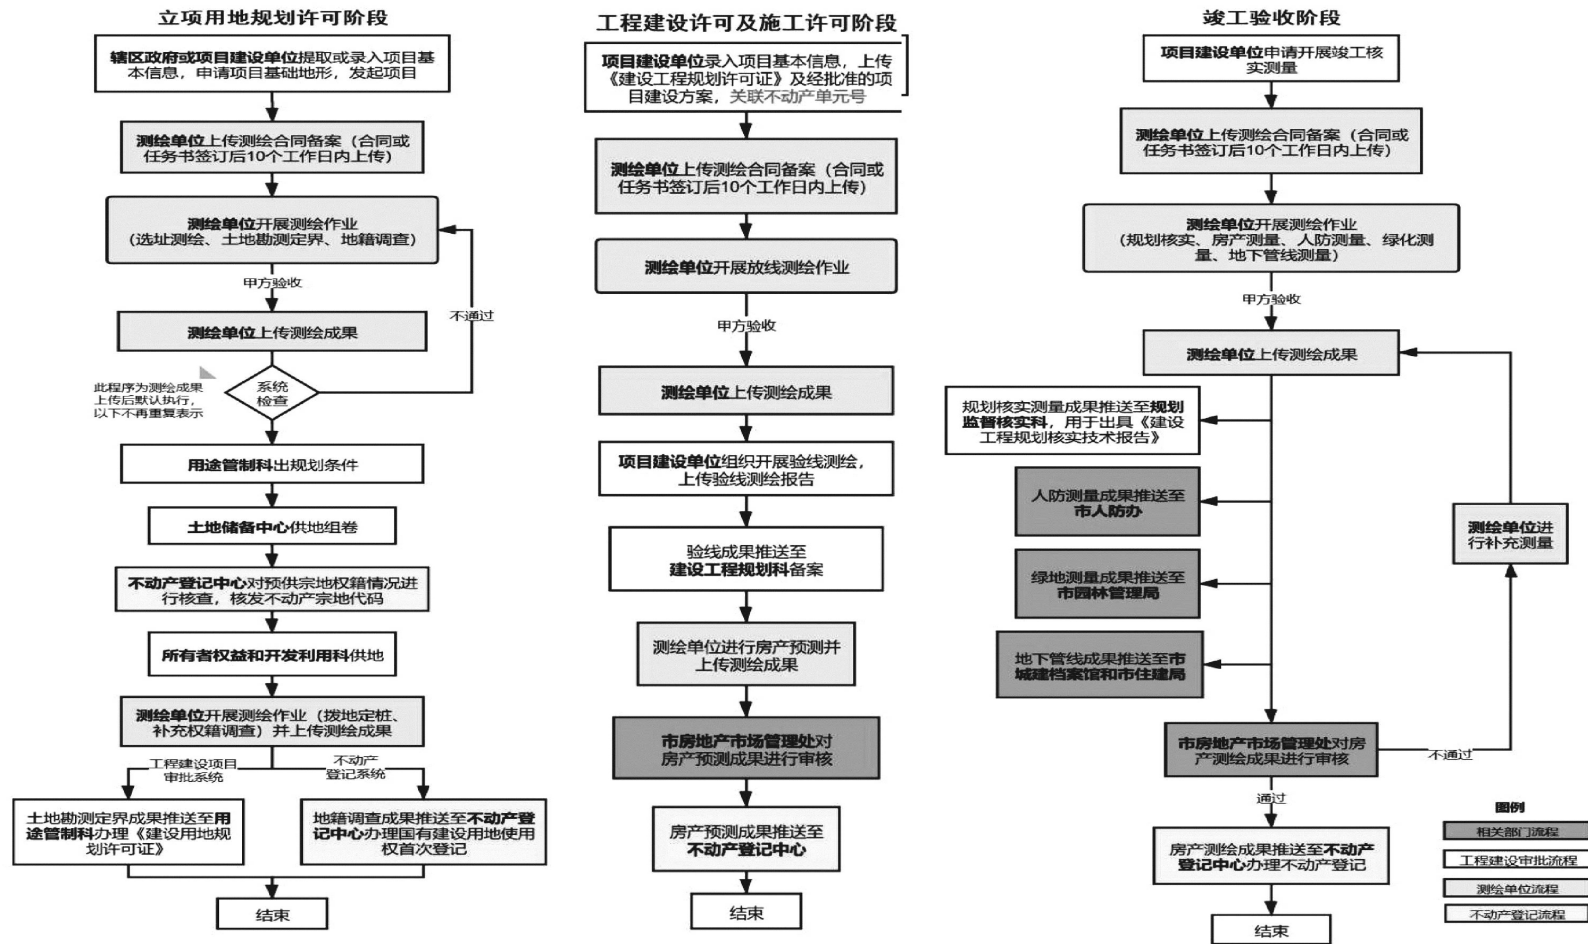 立项用地规划许可阶段
辖区政府或项目建设单位提取或录入项目基
本信息，申请项目基础地形，发起项目
测绘单位上传测绘合同备案（合同或
任务书签订后10个工作日内上传）
测绘单位开展测绘作业
（选址测绘、土地勘测定界、地籍调查）
甲方验收
不通过
测绘单位上传测绘成果
此程序为测绘成果
上传后默认执行，
以下不再重复表示
系统
检查
用途管制科出规划条件
土地储备中心供地组卷
不动产登记中心对预供宗地权籍情况进
行核查，核发不动产宗地代码
所有者权益和开发利用科供地
测绘单位开展测绘作业（拨地定桩、
补充权籍调查）并上传测绘成果
工程建设项目
审批系统
不动产
登记系统
土地勘测定界成果推送至用
途管制科办理《建设用地规
划许可证》
地籍调查成果推送至不动产登
记中心办理国有建设用地使用
权首次登记
结束
工程建设许可及施工许可阶段
项目建设单位录入项目基本信息，上传
《建设工程规划许可证》及经批准的项
目建设方案，关联不动产单元号
测绘单位上传测绘合同备案（合同或
任务书签订后10个工作日内上传）
测绘单位开展放线测绘作业
甲方验收
测绘单位上传测绘成果
项目建设单位组织开展验线测绘，
上传验线测绘报告
验线成果推送至
建设工程规划科备案
测绘单位进行房产预测并
上传测绘成果
市房地产市场管理处对
房产预测成果进行审核
房产预测成果推送至
不动产登记中心
结束
竣工验收阶段
项目建设单位申请开展竣工核
实测量
测绘单位上传测绘合同备案（合同或
任务书签订后10个工作日内上传）
测绘单位开展测绘作业
（规划核实、房产测量、人防测量、绿化测
量、地下管线测量）
甲方验收
测绘单位上传测绘成果
规划核实测量成果推送至规划
监督核实科，用于出具《建设
工程规划核实技术报告》
人防测量成果推送至
市人防办
绿地测量成果推送至
市园林管理局
地下管线成果推送至市
城建档案馆和市住建局
测绘单位进
行补充测量
市房地产市场管理处对房
产测绘成果进行审核
不通过
通过
房产测绘成果推送至不动产
登记中心办理不动产登记
结束
图例
相关部门流程
工程建设审批流程
测绘单位流程
不动产登记流程